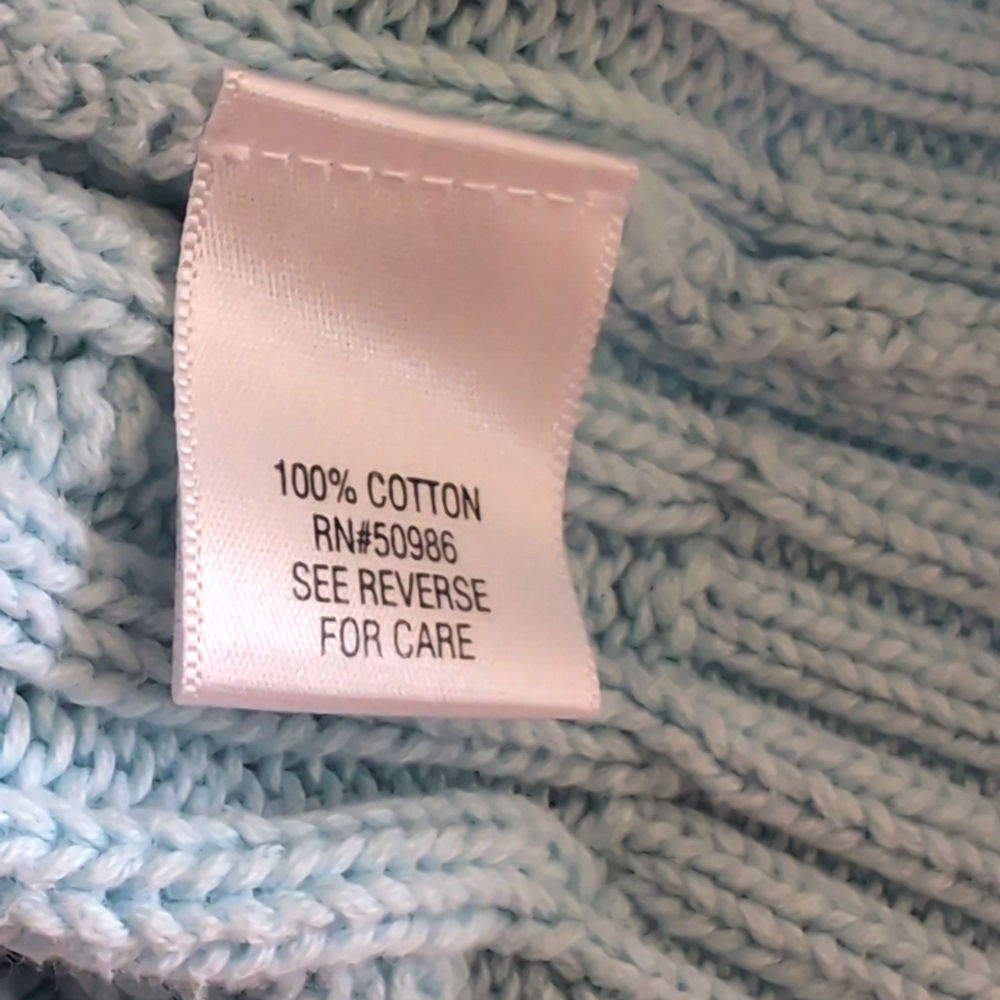 100% COTTON
RN#50986
SEE REVERSE
FOR CARE